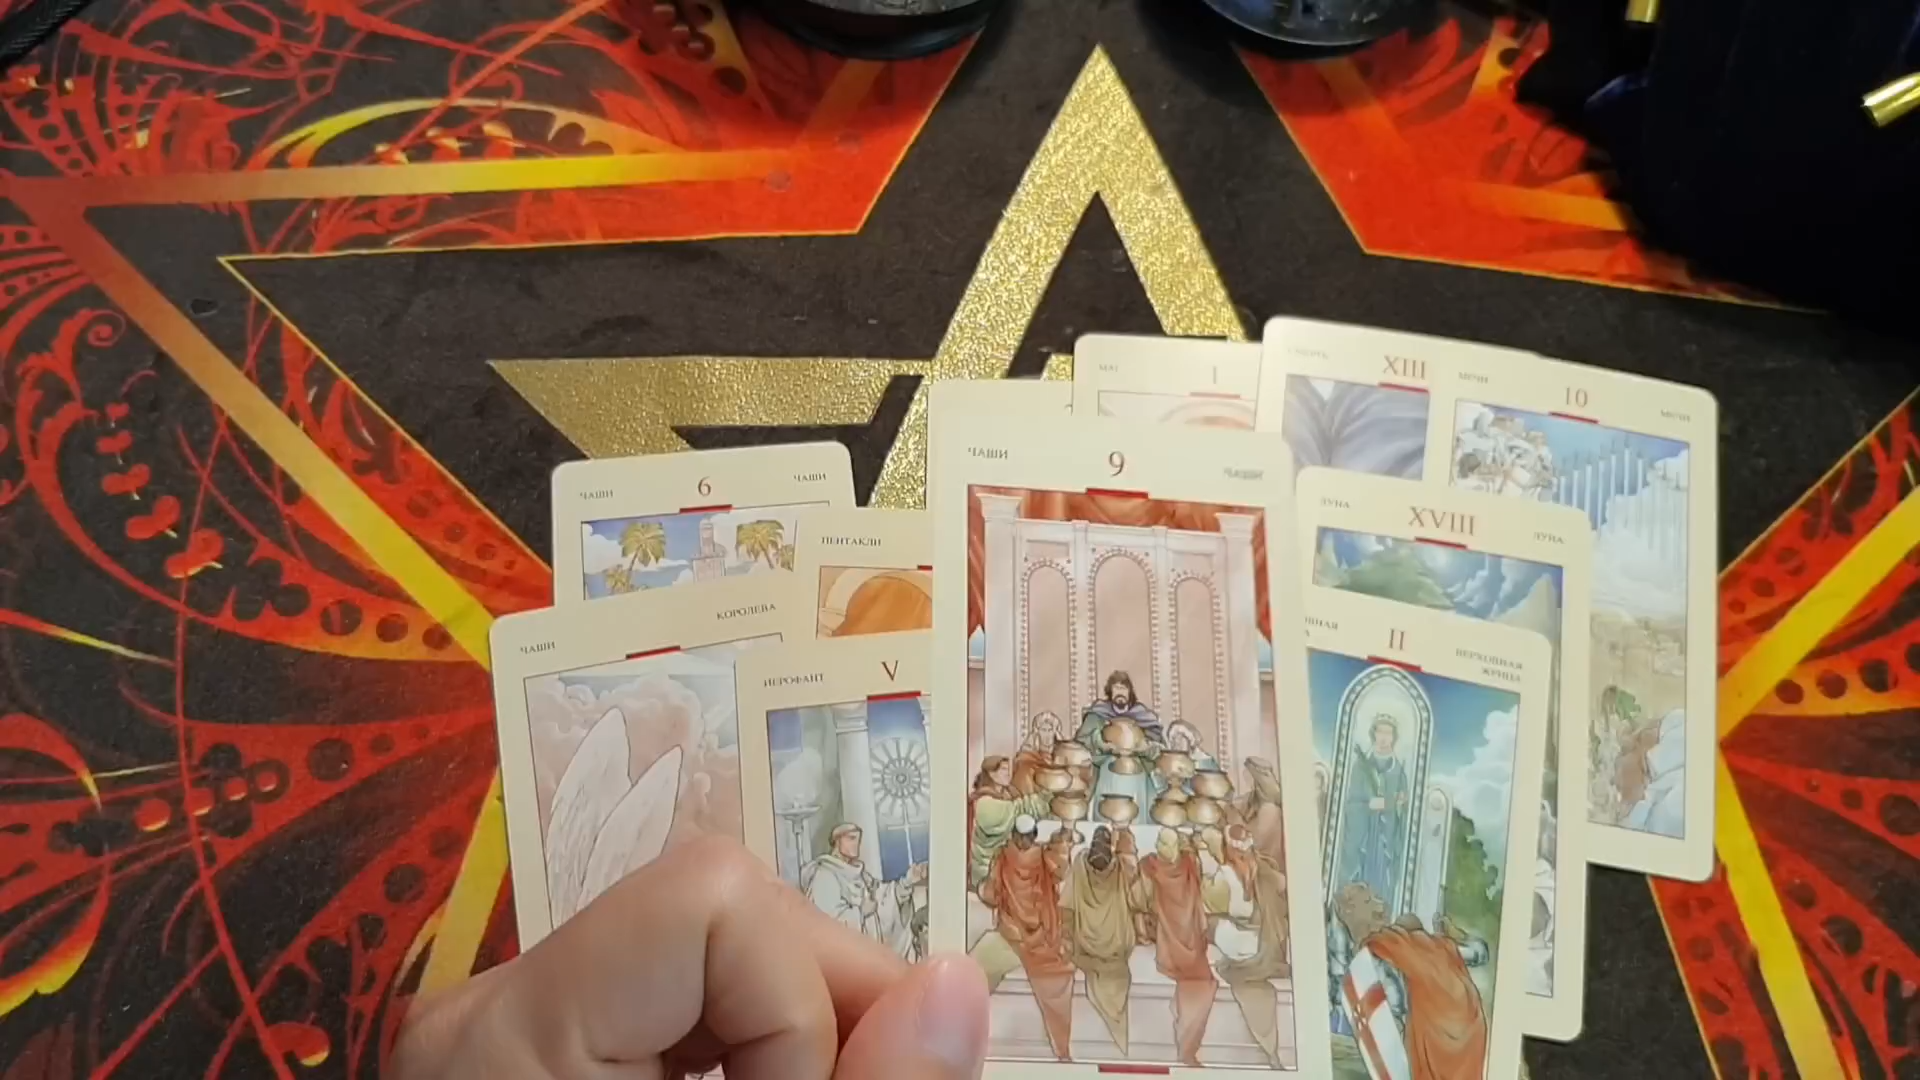 МАГ
I
СМЕРТЬ
XIII
МЕЧИ
10
МЕЧИ
ЧАШИ
6
ЧАШИ
ЧАШИ
9
ЧАШИ
ЛУНА
XVIII
ЛУНА
ПЕНТАКЛИ
ЧАШИ
КОРОЛЕВА
ИЕРОФАНТ
V
II
ВЕРХОВНАЯ
ЖРИЦА